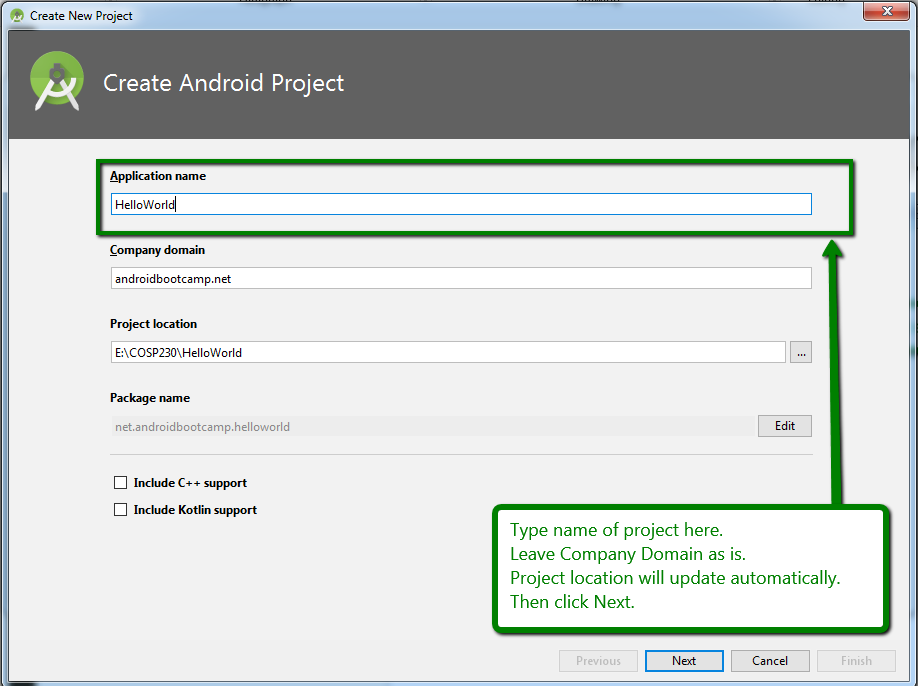 Create New Project
Create Android Project
Application name
HelloWorld
Company domain
androidbootcamp.net
Project location
E:\COSP230\HelloWorld
...
Package name
net.androidbootcamp.helloworld
Edit
Include C++ support
Include Kotlin support
Type name of project here.
Leave Company Domain as is.
Project location will update automatically.
Then click Next.
Previous Next Cancel Finish